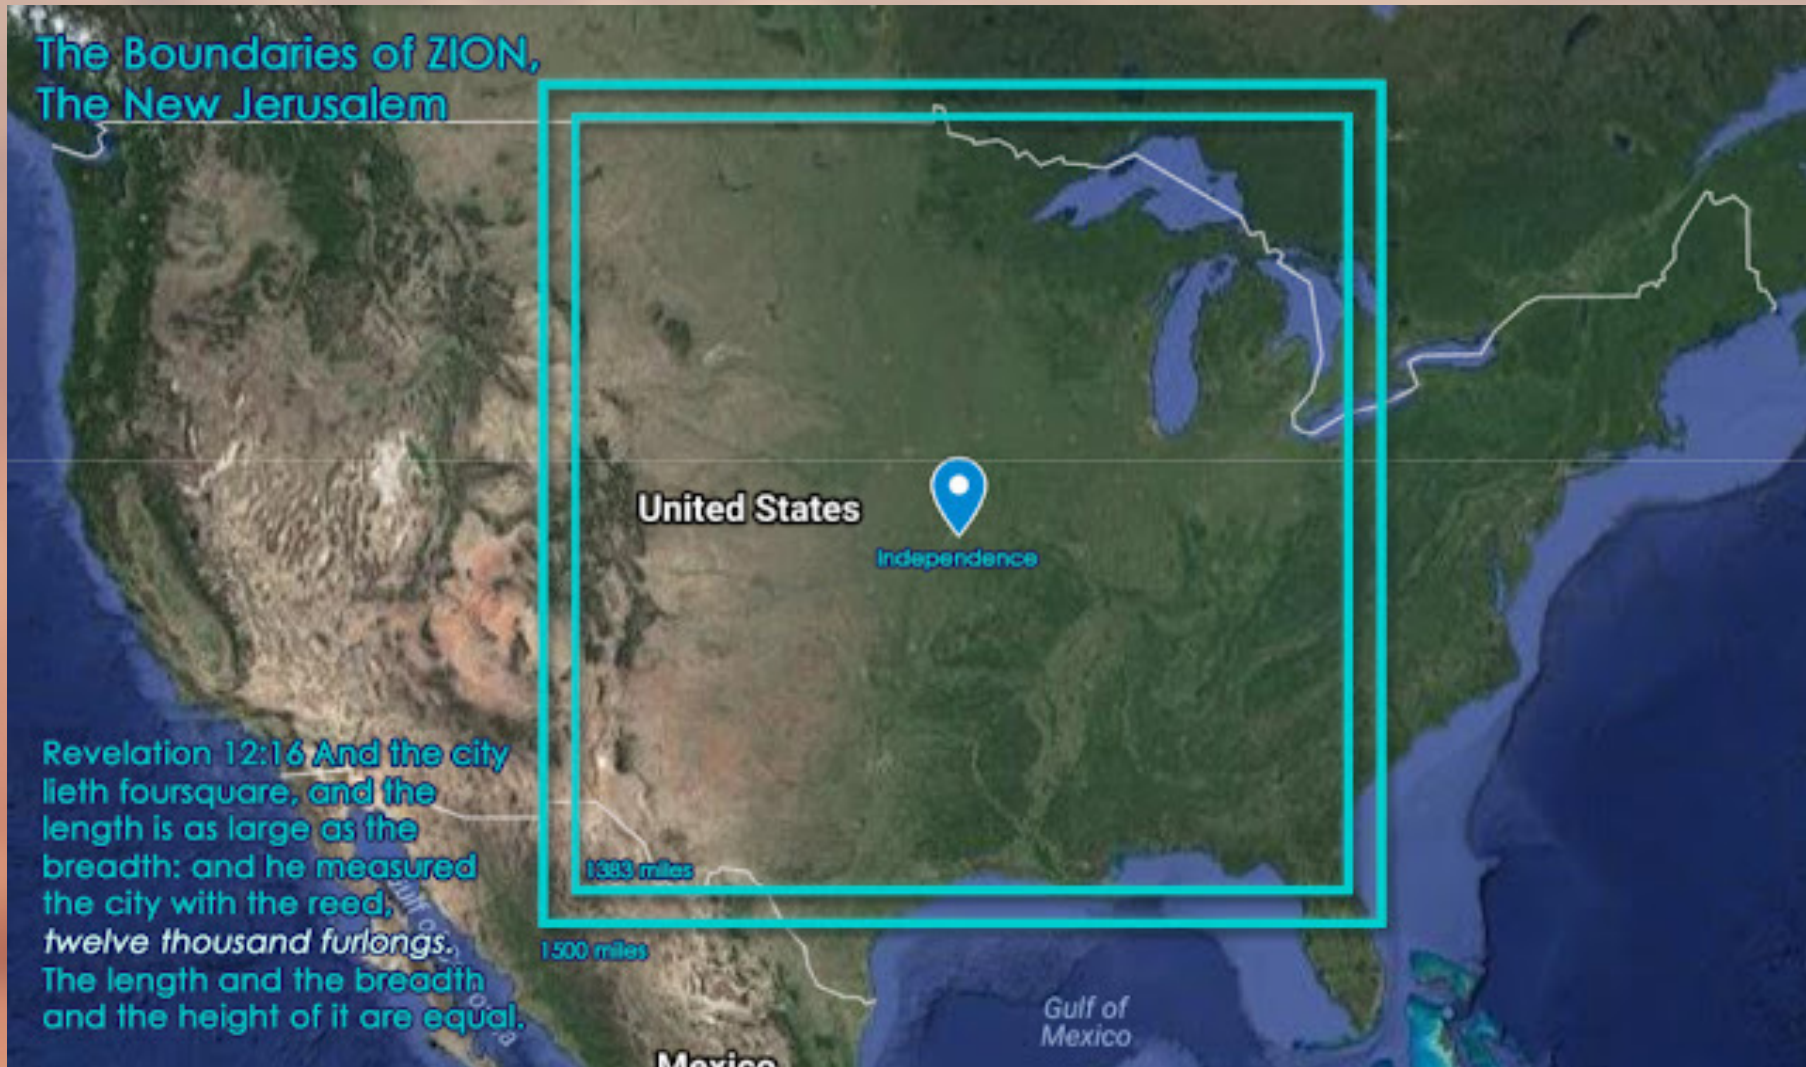 The Boundaries of ZION,
The New Jerusalem
United States
Independence
Revelation 12:16 And the city
lieth foursquare, and the
length is as large as the
breadth: and he measured
the city with the reed,
twelve thousand furlongs.
The length and the breadth
and the height of it are equal.
1383 miles
1500 miles
Gulf of
Mexico
Mexico